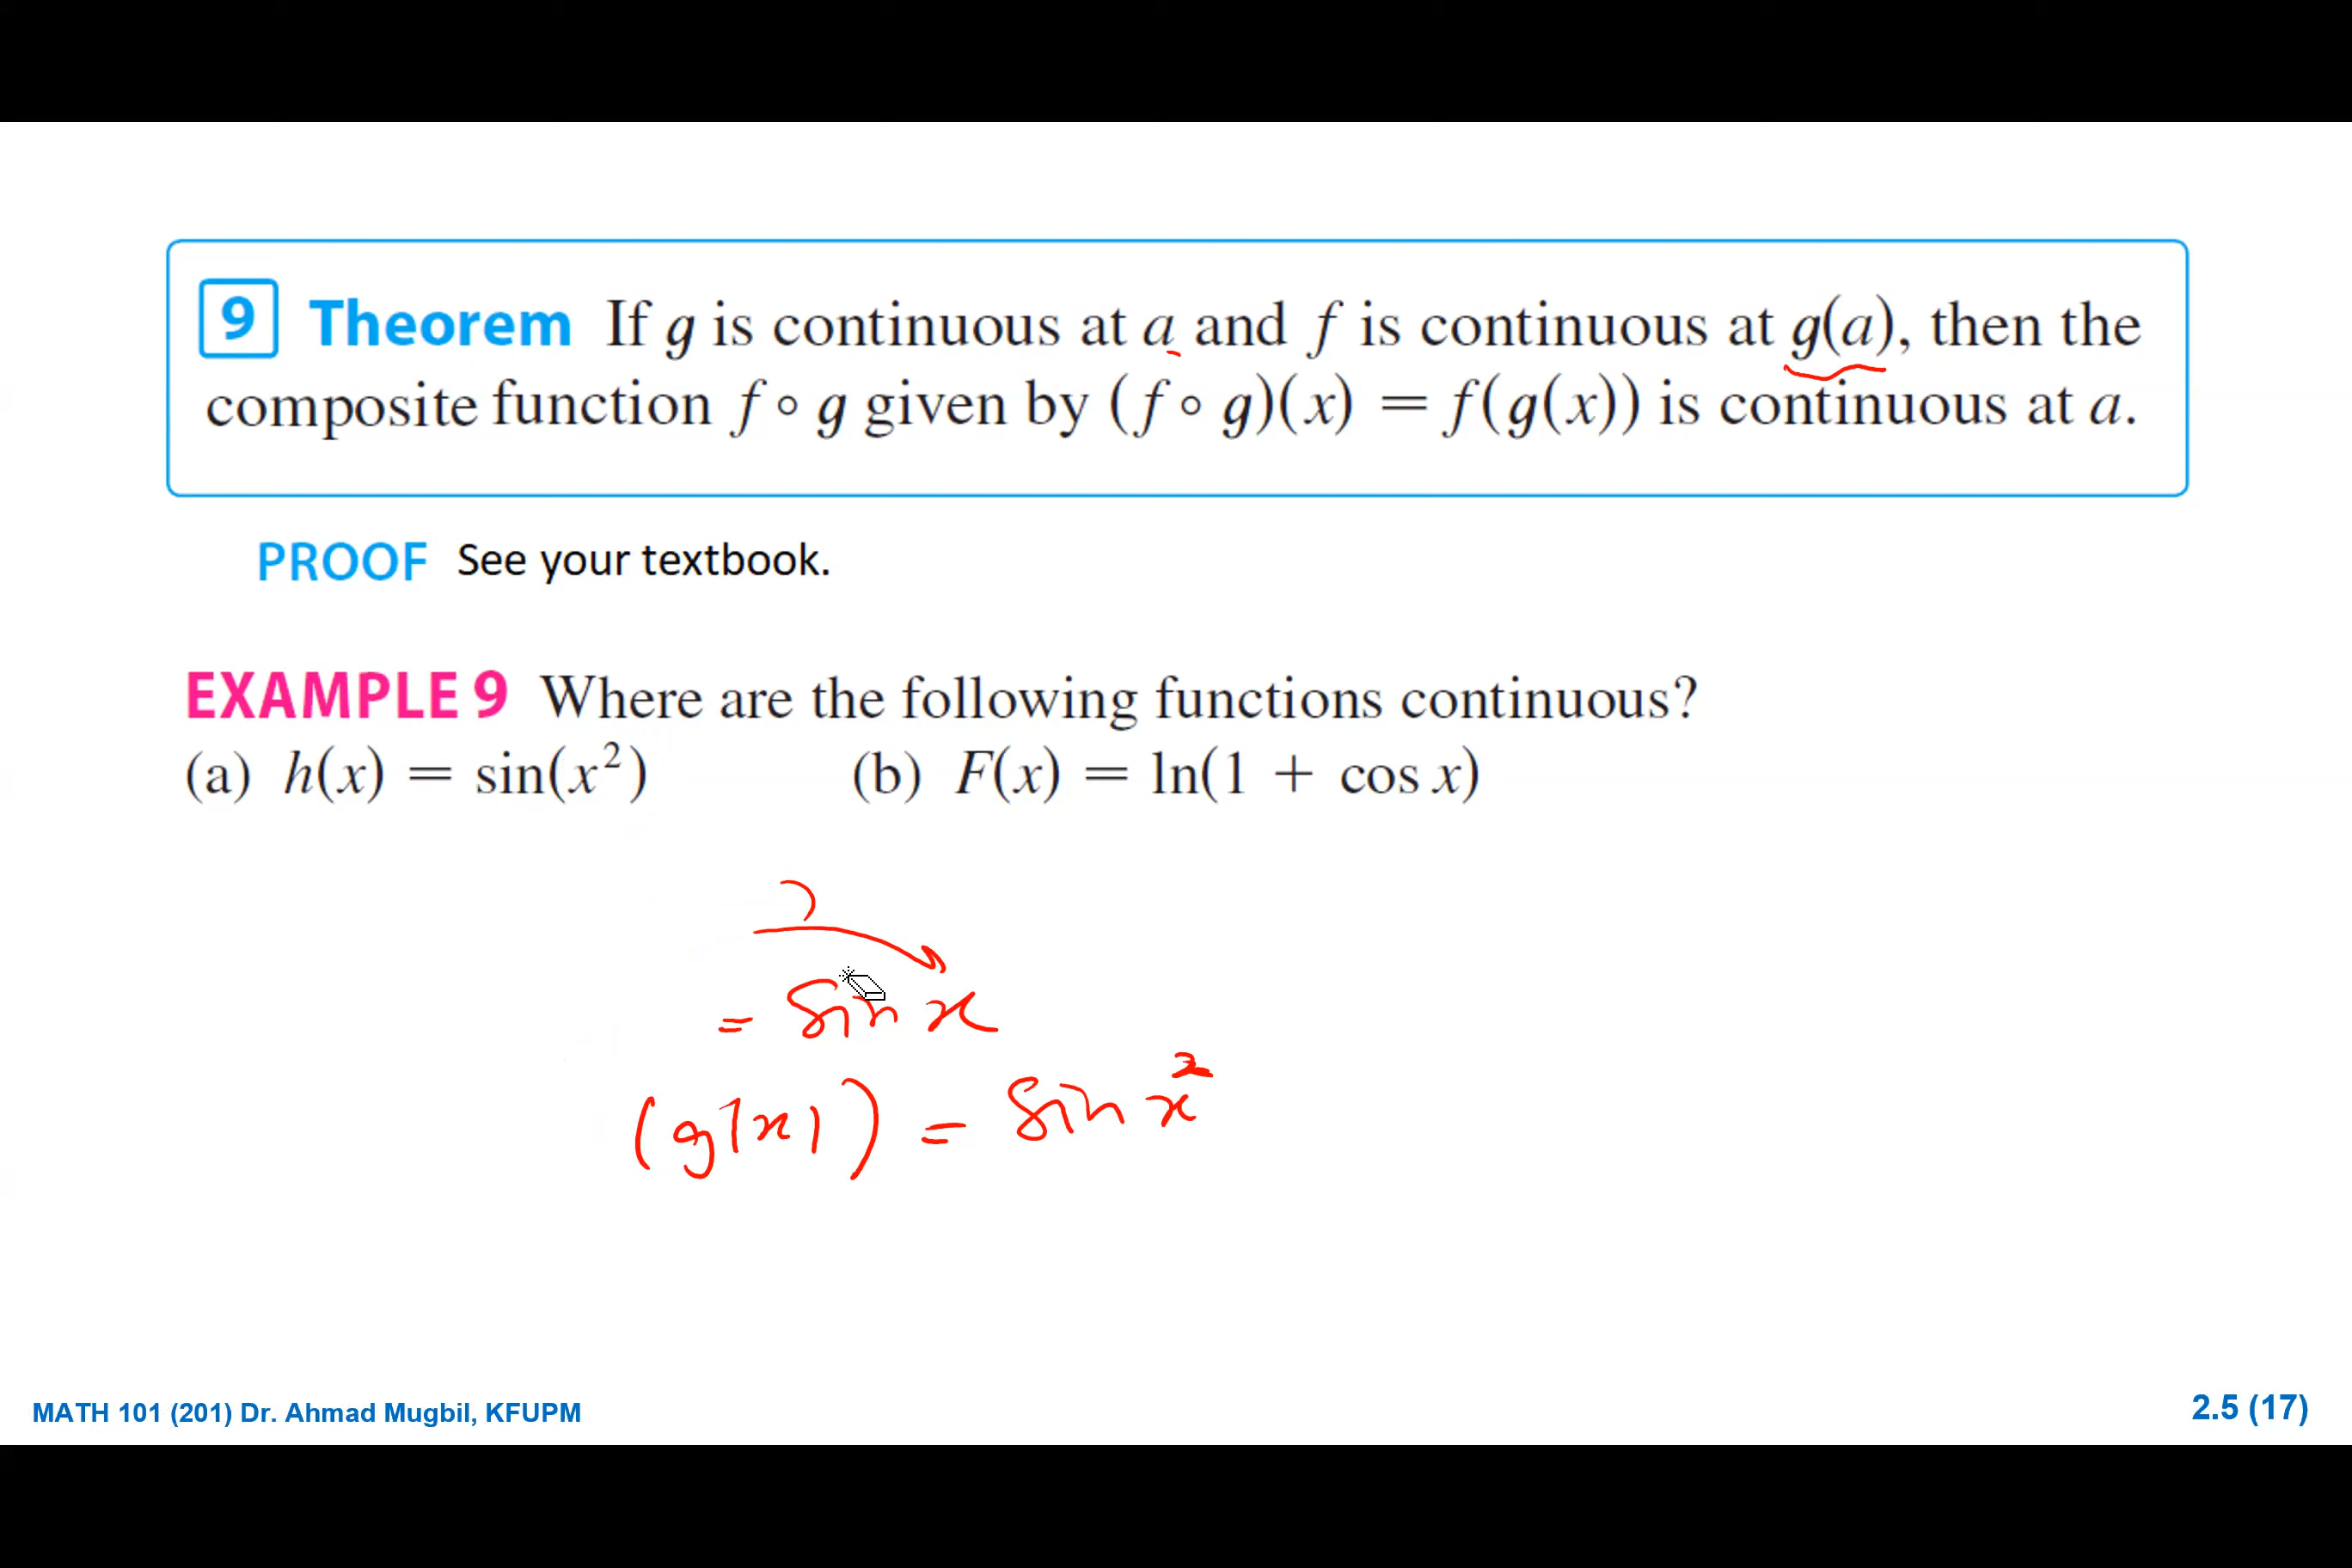 9 Theorem If g is continuous at a and f is continuous at g(a), then the
composite function f ∘ g given by (f ∘ g)(x) = f(g(x)) is continuous at a.
PROOF See your textbook.
EXAMPLE 9 Where are the following functions continuous?
(a) h(x) = sin(x²) (b) F(x) = ln(1 + cos x)
= sin x
(g(x)) = sin x²
MATH 101 (201) Dr. Ahmad Mugbil, KFUPM
2.5 (17)